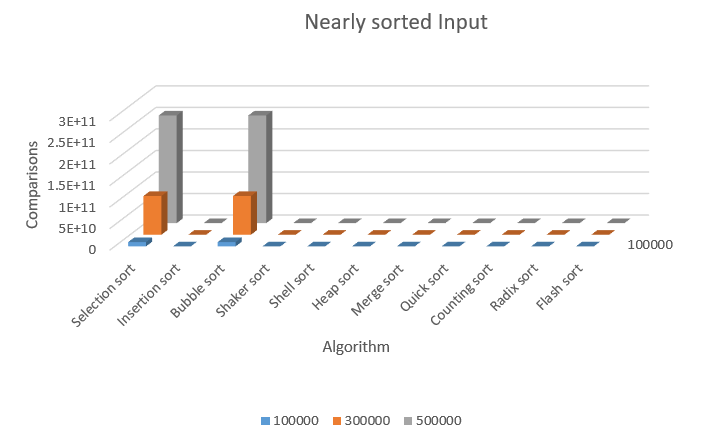 Nearly sorted Input
Comparisons
3E+11
2.5E+11
2E+11
1.5E+11
1E+11
5E+10
0
100000
Selection sort
Insertion sort
Bubble sort
Shaker sort
Shell sort
Heap sort
Merge sort
Quick sort
Counting sort
Radix sort
Flash sort
Algorithm
100000 300000 500000